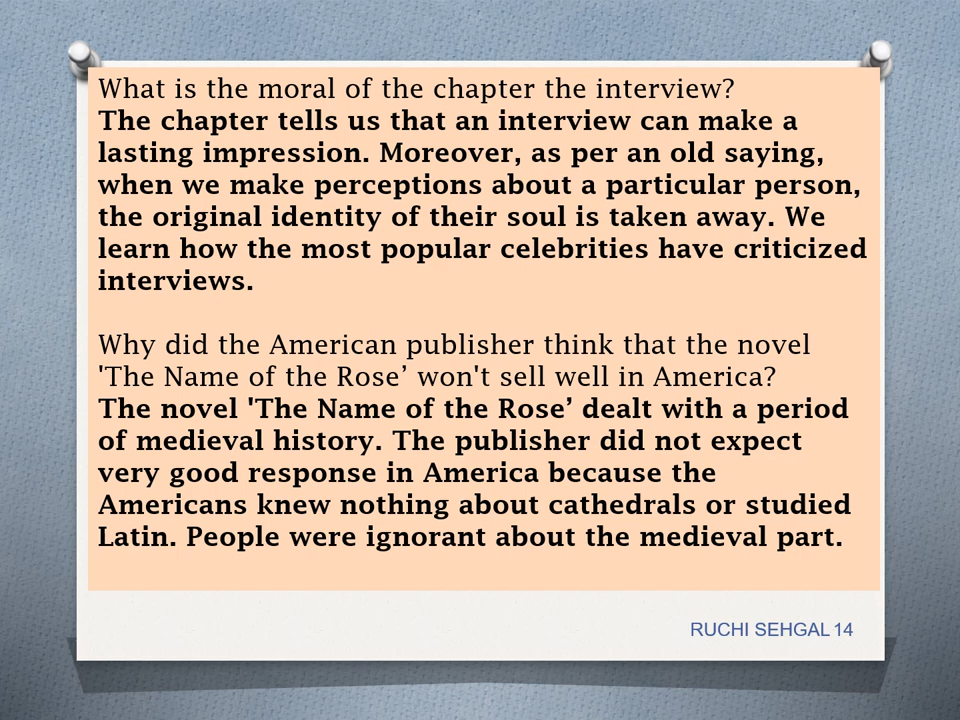 What is the moral of the chapter the interview?
The chapter tells us that an interview can make a
lasting impression. Moreover, as per an old saying,
when we make perceptions about a particular person,
the original identity of their soul is taken away. We
learn how the most popular celebrities have criticized
interviews.
Why did the American publisher think that the novel
'The Name of the Rose’ won't sell well in America?
The novel 'The Name of the Rose’ dealt with a period
of medieval history. The publisher did not expect
very good response in America because the
Americans knew nothing about cathedrals or studied
Latin. People were ignorant about the medieval part.
RUCHI SEHGAL 14